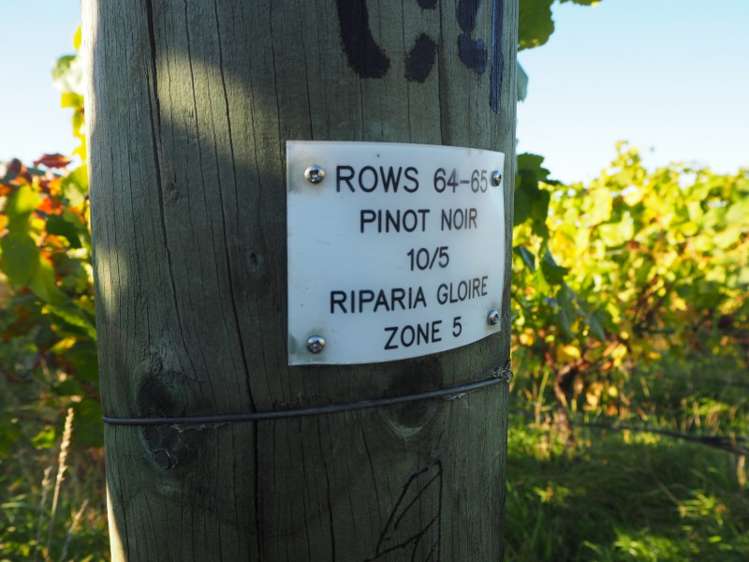 ROWS 64-65
PINOT NOIR
10/5
RIPARIA GLOIRE
ZONE 5